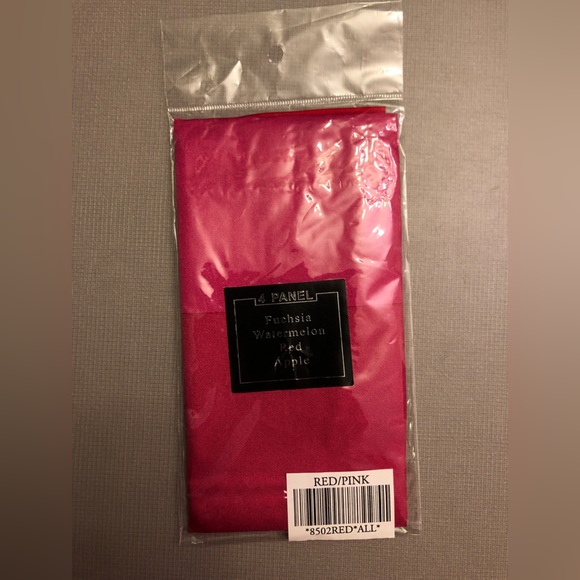 4 PANEL
Fuchsia
Watermelon
Red
Apple
RED/PINK
*8502RED*ALL*